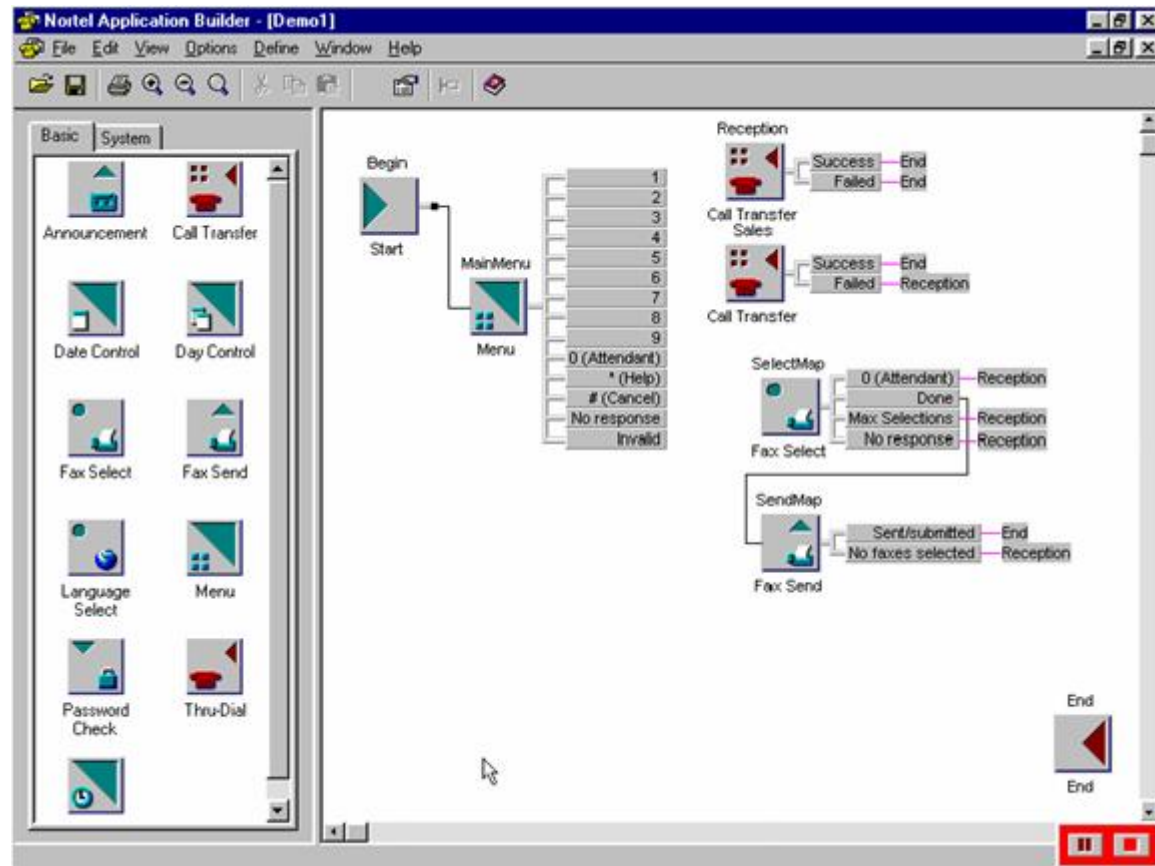 Nortel Application Builder - [Demo1]
File Edit View Options Define Window Help
Basic System
Announcement
Call Transfer
Date Control
Day Control
Fax Select
Fax Send
Language
Select
Menu
Password
Check
Thru-Dial
Begin
Start
MainMenu
Menu
1
2
3
4
5
6
7
8
9
0 (Attendant)
* (Help)
# (Cancel)
No response
Invalid
Reception
Success End
Failed End
Call Transfer
Sales
Success End
Failed Reception
Call Transfer
SelectMap
0 (Attendant) Reception
Done
Max Selections Reception
No response Reception
Fax Select
SendMap
Sent/submitted End
No faxes selected Reception
Fax Send
End
End